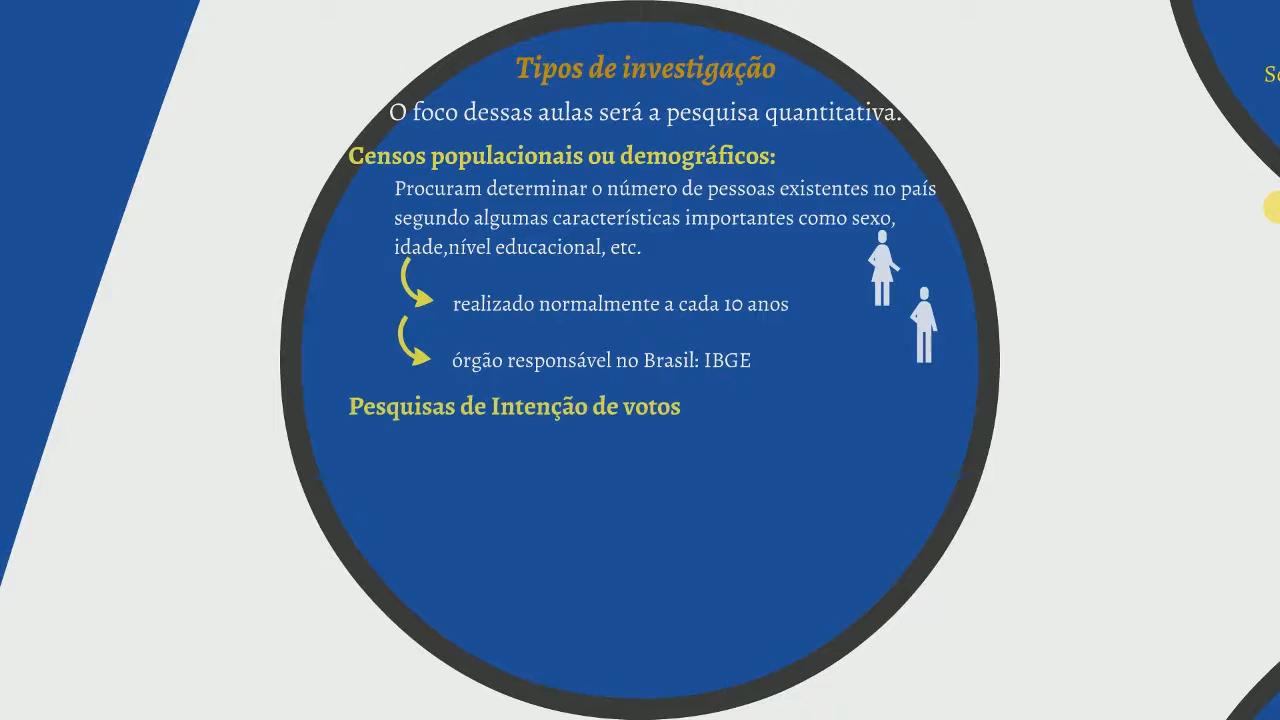 Tipos de investigação
O foco dessas aulas será a pesquisa quantitativa.
Censos populacionais ou demográficos:
Procuram determinar o número de pessoas existentes no país
segundo algumas características importantes como sexo,
idade,nível educacional, etc.
realizado normalmente a cada 10 anos
órgão responsável no Brasil: IBGE
Pesquisas de Intenção de votos